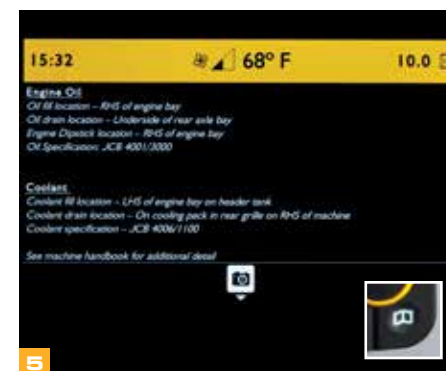 15:32 68° F 10.0
Engine Oil
Oil fill location – RHS of engine bay
Oil drain location – Underside of rear axle bay
Engine Dipstick location – RHS of engine bay
Oil Specification: JCB 4001/3000
Coolant
Coolant fill location – LHS of engine bay on header tank
Coolant drain location – On cooling pack in rear grille on RHS of machine
Coolant specification – JCB 4006/1100
See machine handbook for additional detail
5